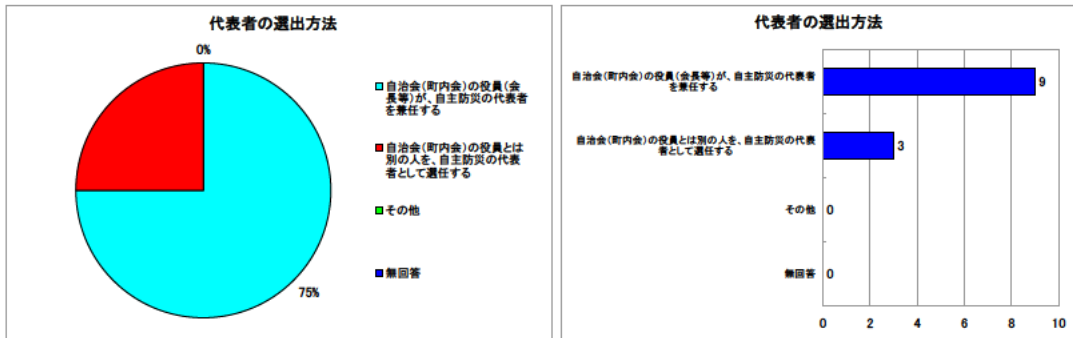 代表者の選出方法
0%
75%
自治会(町内会)の役員(会
長等)が、自主防災の代表者
を兼任する
自治会(町内会)の役員とは
別の人を、自主防災の代表
者として選任する
その他
無回答
代表者の選出方法
自治会(町内会)の役員(会長等)が、自主防災の代表者
を兼任する
9
自治会(町内会)の役員とは別の人を、自主防災の代表
者として選任する
3
その他
0
無回答
0
0 2 4 6 8 10